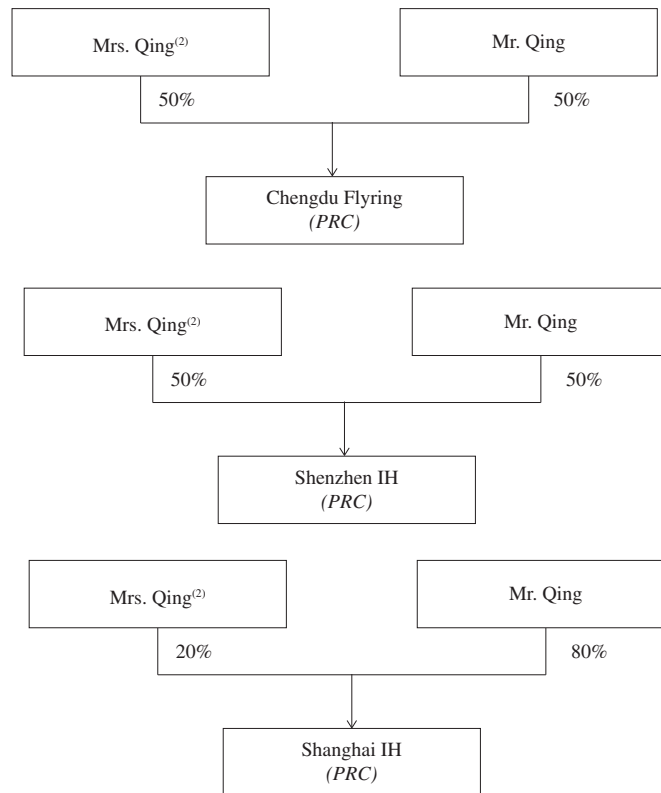 Mrs. Qing(2)
Mr. Qing
50%
50%
Chengdu Flyring
(PRC)
Mrs. Qing(2)
Mr. Qing
50%
50%
Shenzhen IH
(PRC)
Mrs. Qing(2)
Mr. Qing
20%
80%
Shanghai IH
(PRC)